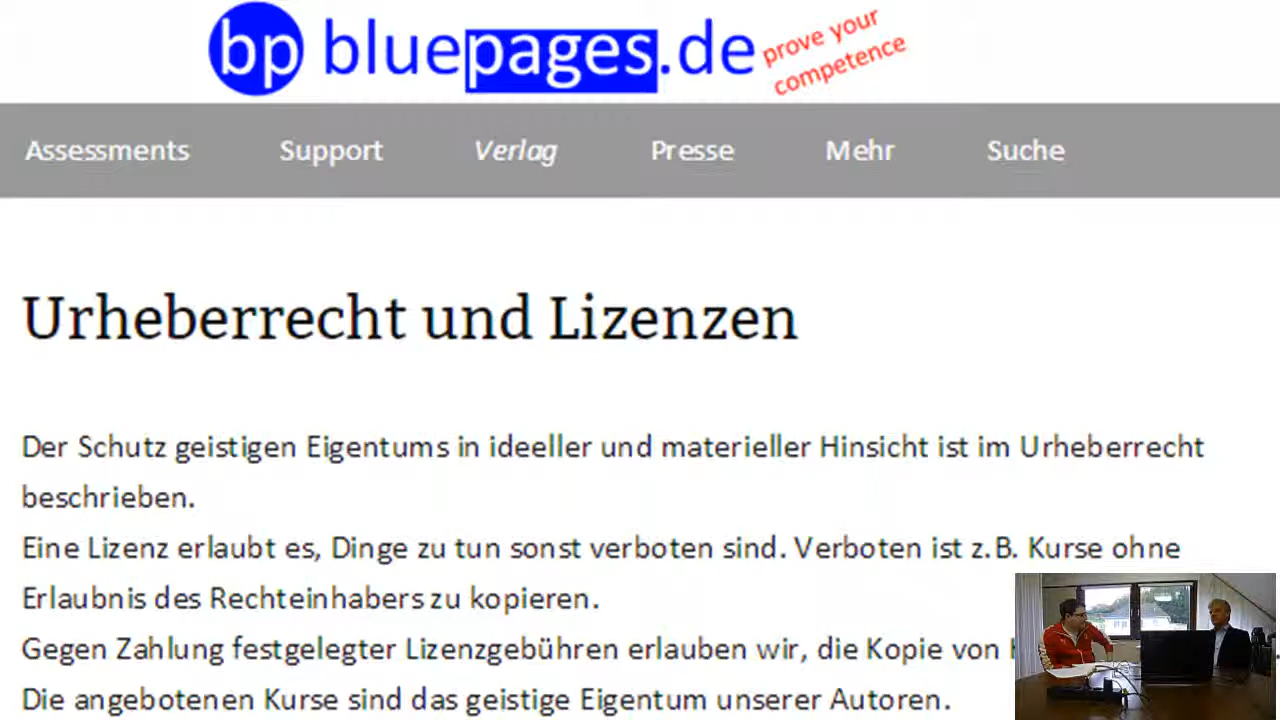 bp bluepages.de prove your
competence
Assessments Support Verlag Presse Mehr Suche
Urheberrecht und Lizenzen
Der Schutz geistigen Eigentums in ideeller und materieller Hinsicht ist im Urheberrecht
beschrieben.
Eine Lizenz erlaubt es, Dinge zu tun sonst verboten sind. Verboten ist z.B. Kurse ohne
Erlaubnis des Rechteinhabers zu kopieren.
Gegen Zahlung festgelegter Lizenzgebühren erlauben wir, die Kopie von
Die angebotenen Kurse sind das geistige Eigentum unserer Autoren.